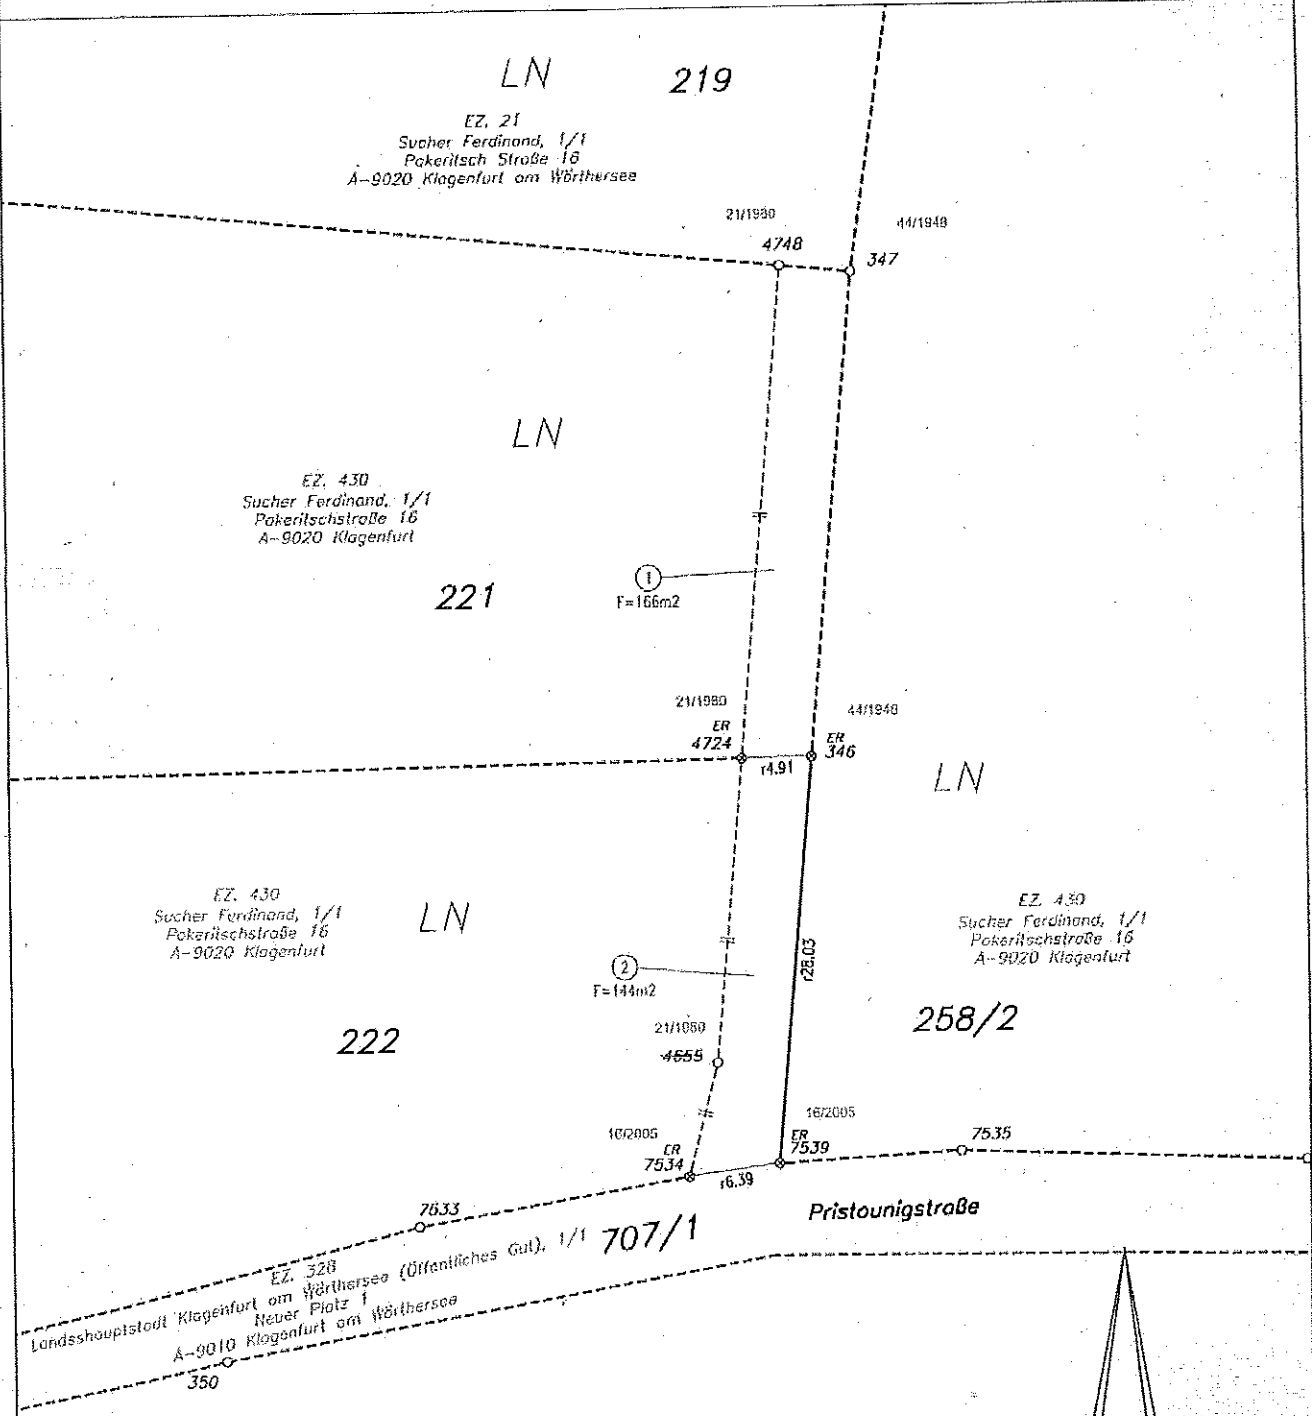 LN 219
EZ. 21
Sucher Ferdinand, 1/1
Pokeritsch Straße 16
A-9020 Klagenfurt am Wörthersee
21/1980
44/1948
4748
347
LN
EZ. 430
Sucher Ferdinand, 1/1
Pokeritschstraße 16
A-9020 Klagenfurt
221
1
F=166m2
21/1980
44/1948
ER
4724
ER
346
r4.91
LN
EZ. 430
Sucher Ferdinand, 1/1
Pokeritschstraße 16
A-9020 Klagenfurt
LN
EZ. 430
Sucher Ferdinand, 1/1
Pokeritschstraße 16
A-9020 Klagenfurt
r28.03
2
F=144m2
258/2
222
21/1980
16/2005
16/2005
ER
7534
ER
7539
7535
r6.39
7533
Pristounigstraße
707/1
EZ. 328
Landeshauptstadt Klagenfurt am Wörthersee (Öffentliches Gut), 1/1
Neuer Platz 1
A-9010 Klagenfurt am Wörthersee
350